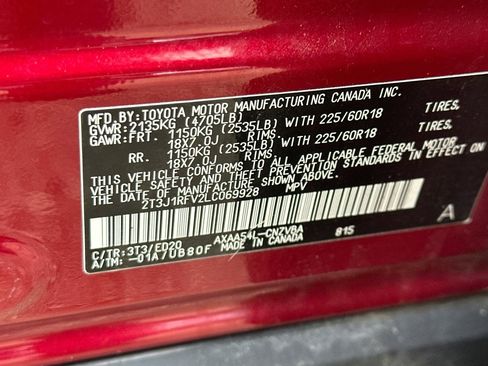 MFD.BY:TOYOTA MOTOR MANUFACTURING CANADA INC.
GVWR:2135KG (4705LB)
GAWR:FRT. 1150KG (2535LB) WITH 225/60R18 TIRES.
18X7.0J RIMS.
RR. 1150KG (2535LB) WITH 225/60R18 TIRES.
18X7.0J RIMS.
THIS VEHICLE CONFORMS TO ALL APPLICABLE FEDERAL MOTOR
VEHICLE SAFETY AND THEFT PREVENTION STANDARDS IN EFFECT ON
THE DATE OF MANUFACTURE
2T3J1RFV2LC069928 MPV
A
C/TR:3T3/ED20 AXAA54L-CNZVBA 815
A/TM: -01A/UB80F MADE IN CANADA